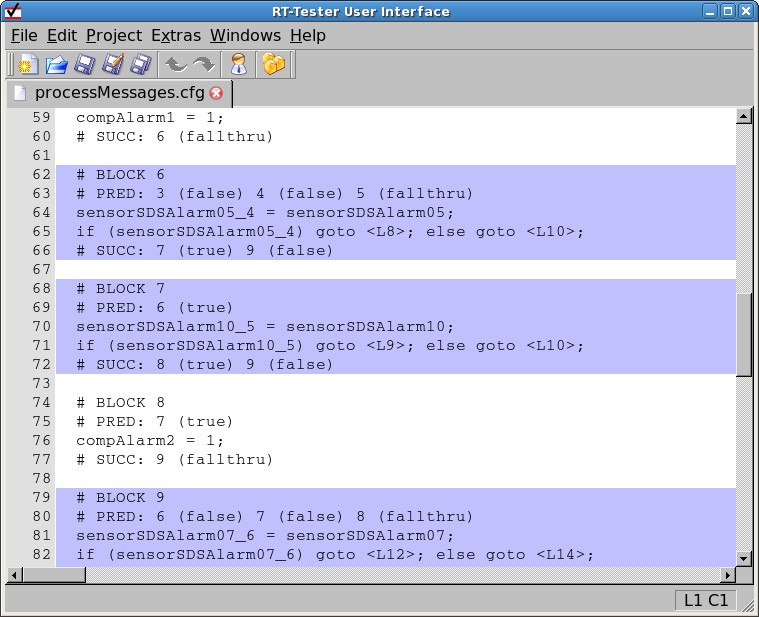 RT-Tester User Interface
File Edit Project Extras Windows Help
processMessages.cfg
59 compAlarm1 = 1;
60 # SUCC: 6 (fallthru)
61
62 # BLOCK 6
63 # PRED: 3 (false) 4 (false) 5 (fallthru)
64 sensorSDSAlarm05_4 = sensorSDSAlarm05;
65 if (sensorSDSAlarm05_4) goto <L8>; else goto <L10>;
66 # SUCC: 7 (true) 9 (false)
67
68 # BLOCK 7
69 # PRED: 6 (true)
70 sensorSDSAlarm10_5 = sensorSDSAlarm10;
71 if (sensorSDSAlarm10_5) goto <L9>; else goto <L10>;
72 # SUCC: 8 (true) 9 (false)
73
74 # BLOCK 8
75 # PRED: 7 (true)
76 compAlarm2 = 1;
77 # SUCC: 9 (fallthru)
78
79 # BLOCK 9
80 # PRED: 6 (false) 7 (false) 8 (fallthru)
81 sensorSDSAlarm07_6 = sensorSDSAlarm07;
82 if (sensorSDSAlarm07_6) goto <L12>; else goto <L14>;
L1 C1